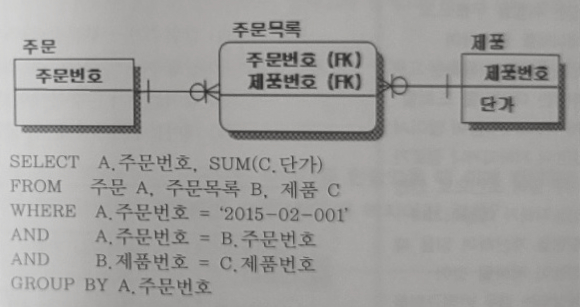 주문
주문번호
주문목록
주문번호 (FK)
제품번호 (FK)
제품
제품번호
단가
SELECT A.주문번호, SUM(C.단가)
FROM 주문 A, 주문목록 B, 제품 C
WHERE A.주문번호 = ‘2015-02-001’
AND A.주문번호 = B.주문번호
AND B.제품번호 = C.제품번호
GROUP BY A.주문번호